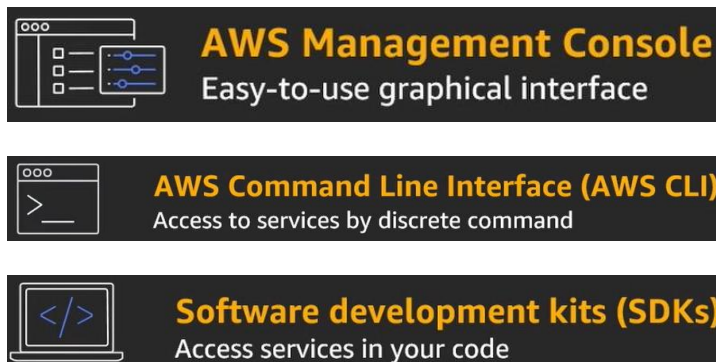 AWS Management Console
Easy-to-use graphical interface
>_
AWS Command Line Interface (AWS CLI)
Access to services by discrete command
</>
Software development kits (SDKs)
Access services in your code